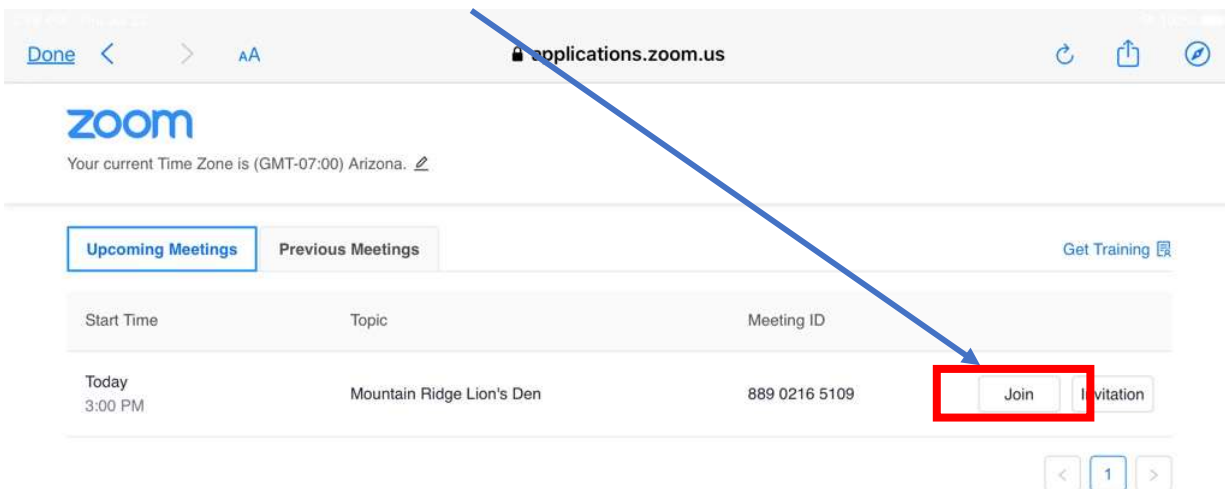 Done < > AA applications.zoom.us
zoom
Your current Time Zone is (GMT-07:00) Arizona.
Upcoming Meetings Previous Meetings Get Training
Start Time Topic Meeting ID
Today
3:00 PM
Mountain Ridge Lion's Den 889 0216 5109 Join Invitation
< 1 >